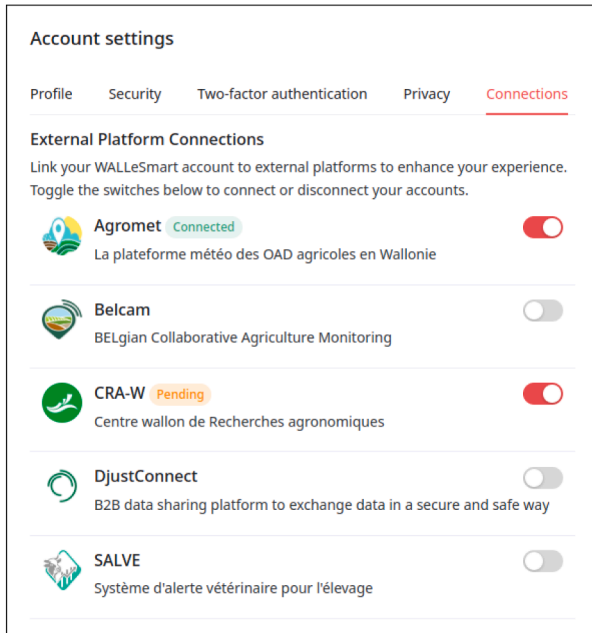 Account settings
Profile Security Two-factor authentication Privacy Connections
External Platform Connections
Link your WALLeSmart account to external platforms to enhance your experience.
Toggle the switches below to connect or disconnect your accounts.
Agromet Connected
La plateforme météo des OAD agricoles en Wallonie
Belcam
BELgian Collaborative Agriculture Monitoring
CRA-W Pending
Centre wallon de Recherches agronomiques
DjustConnect
B2B data sharing platform to exchange data in a secure and safe way
SALVE
Système d'alerte vétérinaire pour l'élevage